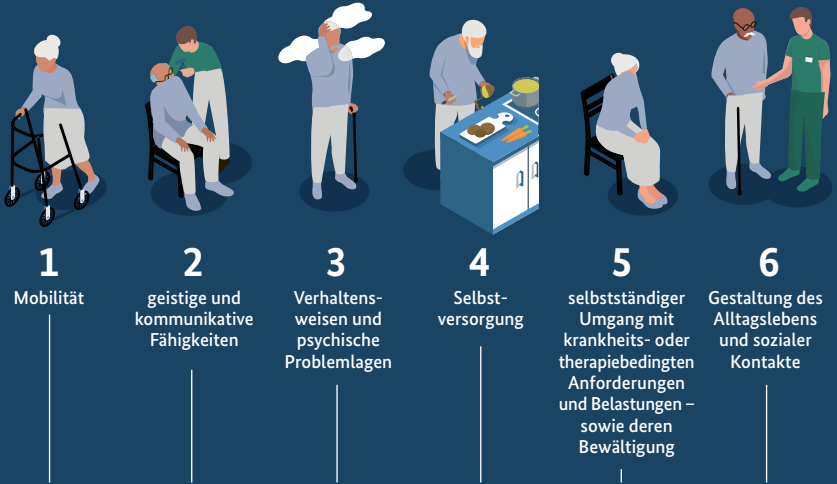 1
Mobilität
2
geistige und
kommunikative
Fähigkeiten
3
Verhaltens-
weisen und
psychische
Problemlagen
4
Selbst-
versorgung
5
selbstständiger
Umgang mit
krankheits- oder
therapiebedingten
Anforderungen
und Belastungen –
sowie deren
Bewältigung
6
Gestaltung des
Alltagslebens
und sozialer
Kontakte